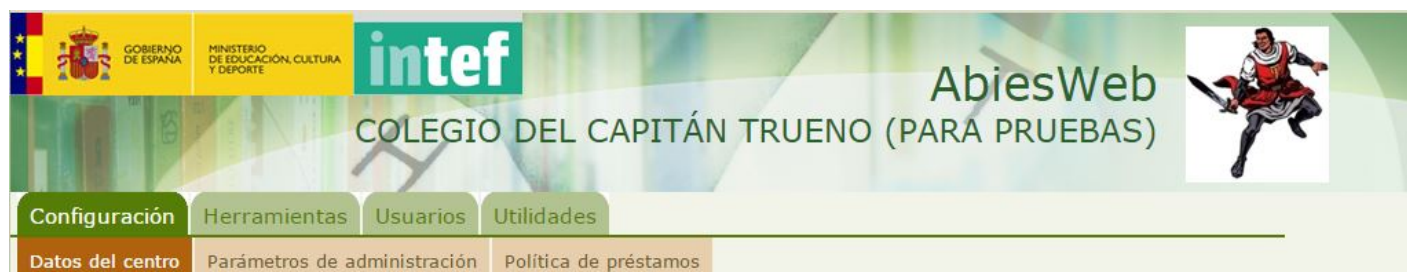 GOBIERNO
DE ESPAÑA
MINISTERIO
DE EDUCACIÓN, CULTURA
Y DEPORTE
intef
AbiesWeb
COLEGIO DEL CAPITÁN TRUENO (PARA PRUEBAS)
Configuración Herramientas Usuarios Utilidades
Datos del centro Parámetros de administración Política de préstamos